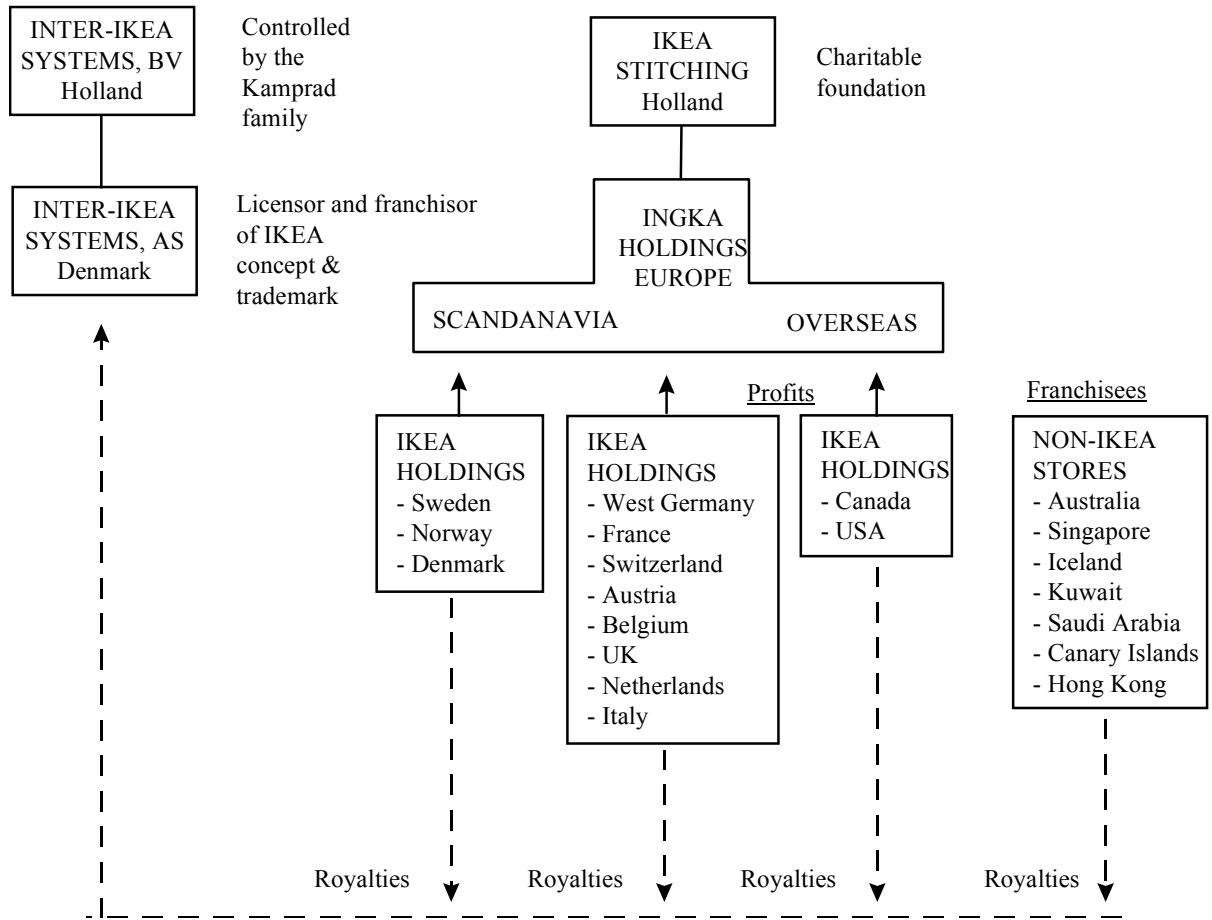 INTER-IKEA
SYSTEMS, BV
Holland
Controlled
by the
Kamprad
family
IKEA
STITCHING
Holland
Charitable
foundation
INTER-IKEA
SYSTEMS, AS
Denmark
Licensor and franchisor
of IKEA
concept &
trademark
INGKA
HOLDINGS
EUROPE
SCANDANAVIA
OVERSEAS
Profits
Franchisees
IKEA
HOLDINGS
- Sweden
- Norway
- Denmark
IKEA
HOLDINGS
- West Germany
- France
- Switzerland
- Austria
- Belgium
- UK
- Netherlands
- Italy
IKEA
HOLDINGS
- Canada
- USA
NON-IKEA
STORES
- Australia
- Singapore
- Iceland
- Kuwait
- Saudi Arabia
- Canary Islands
- Hong Kong
Royalties
Royalties
Royalties
Royalties